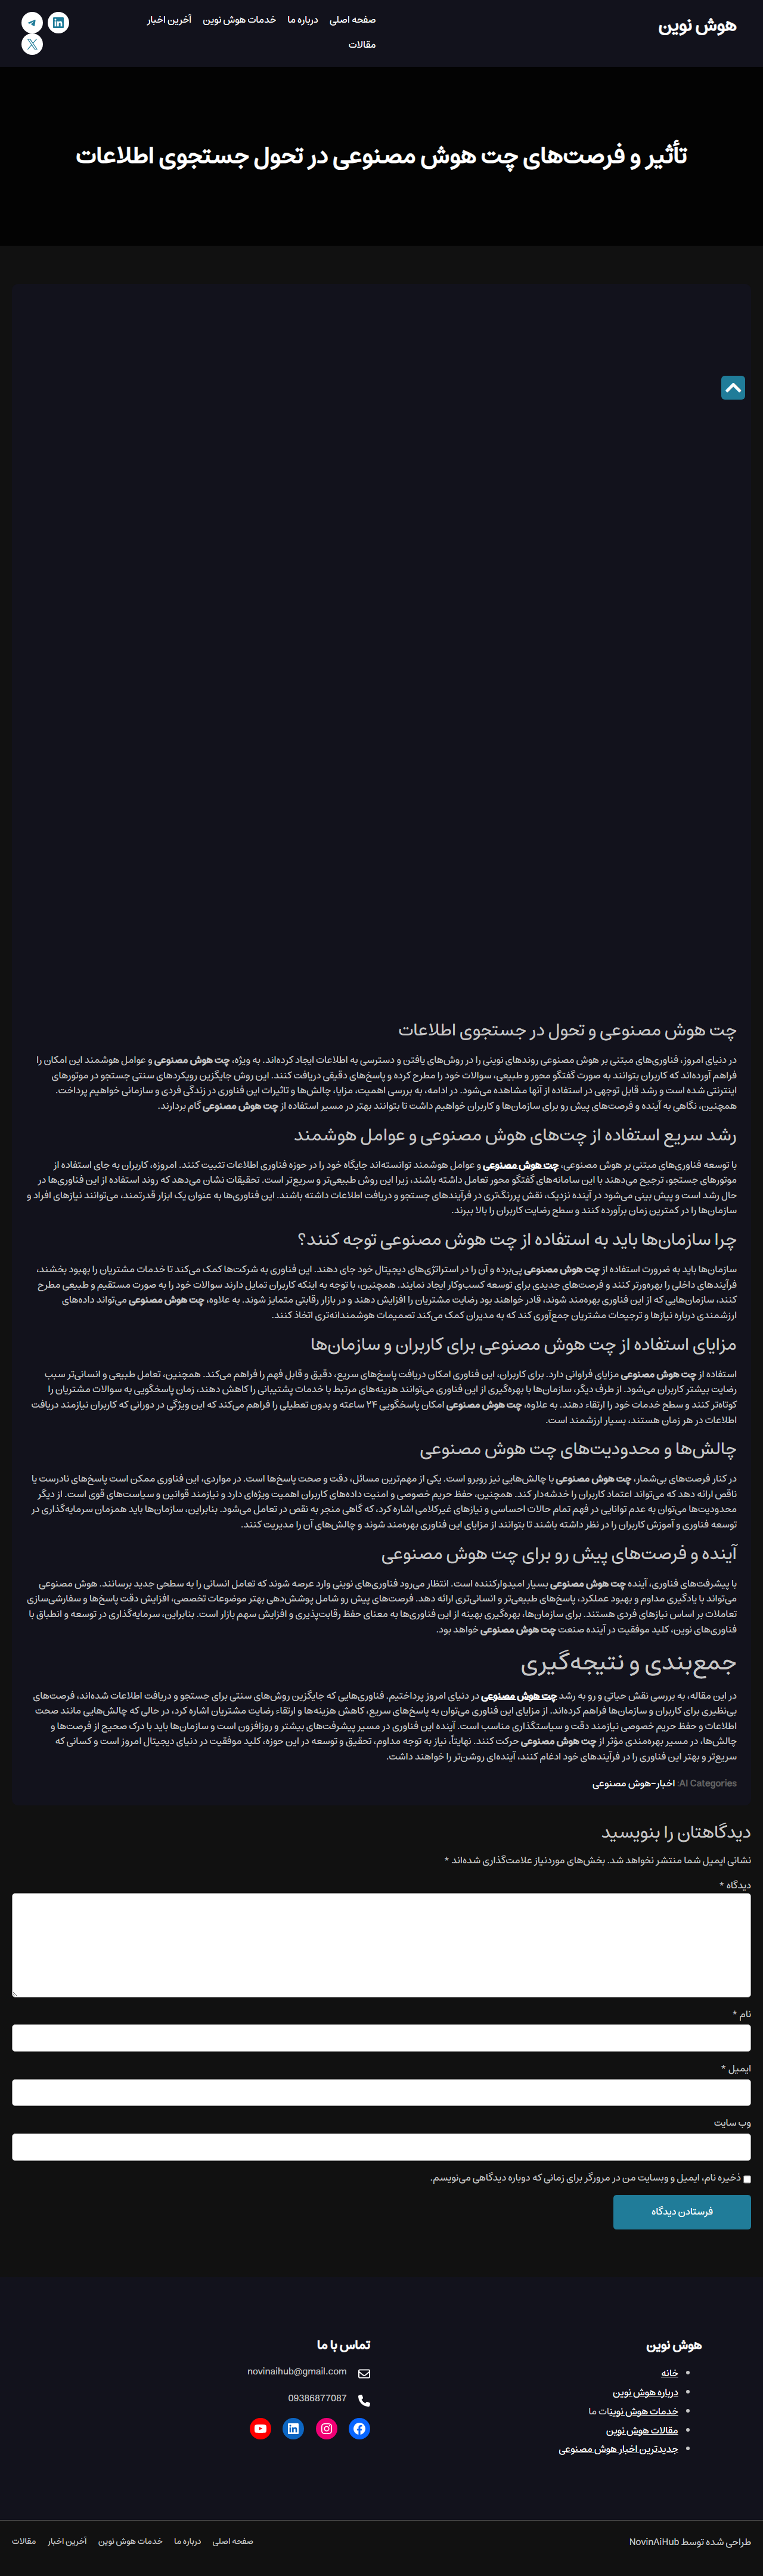 هوش نوین
صفحه اصلی درباره ما خدمات هوش نوین آخرین اخبار
مقالات
تأثیر و فرصت‌های چت هوش مصنوعی در تحول جستجوی اطلاعات
چت هوش مصنوعی و تحول در جستجوی اطلاعات
در دنیای امروز، فناوری‌های مبتنی بر هوش مصنوعی روندهای نوینی را در روش‌های یافتن و دسترسی به اطلاعات ایجاد کرده‌اند. به ویژه، چت هوش مصنوعی و عوامل هوشمند این امکان را
فراهم آورده‌اند که کاربران بتوانند به صورت گفتگو محور و طبیعی، سوالات خود را مطرح کرده و پاسخ‌های دقیقی دریافت کنند. این روش جایگزین رویکردهای سنتی جستجو در موتورهای
اینترنتی شده است و رشد قابل توجهی در استفاده از آنها مشاهده می‌شود. در ادامه، به بررسی اهمیت، مزایا، چالش‌ها و تاثیرات این فناوری در زندگی فردی و سازمانی خواهیم پرداخت.
همچنین، نگاهی به آینده و فرصت‌های پیش رو برای سازمان‌ها و کاربران خواهیم داشت تا بتوانند بهتر در مسیر استفاده از چت هوش مصنوعی گام بردارند.
رشد سریع استفاده از چت‌های هوش مصنوعی و عوامل هوشمند
با توسعه فناوری‌های مبتنی بر هوش مصنوعی، چت هوش مصنوعی و عوامل هوشمند توانسته‌اند جایگاه خود را در حوزه فناوری اطلاعات تثبیت کنند. امروزه، کاربران به جای استفاده از
موتورهای جستجو، ترجیح می‌دهند با این سامانه‌های گفتگو محور تعامل داشته باشند، زیرا این روش طبیعی‌تر و سریع‌تر است. تحقیقات نشان می‌دهد که روند استفاده از این فناوری‌ها در
حال رشد است و پیش بینی می‌شود در آینده نزدیک، نقش پررنگ‌تری در فرآیندهای جستجو و دریافت اطلاعات داشته باشند. این فناوری‌ها به عنوان یک ابزار قدرتمند، می‌توانند نیازهای افراد و
سازمان‌ها را در کمترین زمان برآورده کنند و سطح رضایت کاربران را بالا ببرند.
چرا سازمان‌ها باید به استفاده از چت هوش مصنوعی توجه کنند؟
سازمان‌ها باید به ضرورت استفاده از چت هوش مصنوعی پی‌برده و آن را در استراتژی‌های دیجیتال خود جای دهند. این فناوری به شرکت‌ها کمک می‌کند تا خدمات مشتریان را بهبود بخشند،
فرآیندهای داخلی را بهره‌ورتر کنند و فرصت‌های جدیدی برای توسعه کسب‌وکار ایجاد نمایند. همچنین، با توجه به اینکه کاربران تمایل دارند سوالات خود را به صورت مستقیم و طبیعی مطرح
کنند، سازمان‌هایی که از این فناوری بهره‌مند شوند، قادر خواهند بود رضایت مشتریان را افزایش دهند و در بازار رقابتی متمایز شوند. به علاوه، چت هوش مصنوعی می‌تواند داده‌های
ارزشمندی درباره نیازها و ترجیحات مشتریان جمع‌آوری کند که به مدیران کمک می‌کند تصمیمات هوشمندانه‌تری اتخاذ کنند.
مزایای استفاده از چت هوش مصنوعی برای کاربران و سازمان‌ها
استفاده از چت هوش مصنوعی مزایای فراوانی دارد. برای کاربران، این فناوری امکان دریافت پاسخ‌های سریع، دقیق و قابل فهم را فراهم می‌کند. همچنین، تعامل طبیعی و انسانی‌تر سبب
رضایت بیشتر کاربران می‌شود. از طرف دیگر، سازمان‌ها با بهره‌گیری از این فناوری می‌توانند هزینه‌های مرتبط با خدمات پشتیبانی را کاهش دهند، زمان پاسخگویی به سوالات مشتریان را
کوتاه‌تر کنند و سطح خدمات خود را ارتقاء دهند. به علاوه، چت هوش مصنوعی امکان پاسخگویی ۲۴ ساعته و بدون تعطیلی را فراهم می‌کند که این ویژگی در دورانی که کاربران نیازمند دریافت
اطلاعات در هر زمان هستند، بسیار ارزشمند است.
چالش‌ها و محدودیت‌های چت هوش مصنوعی
در کنار فرصت‌های بی‌شمار، چت هوش مصنوعی با چالش‌هایی نیز روبرو است. یکی از مهم‌ترین مسائل، دقت و صحت پاسخ‌ها است. در مواردی، این فناوری ممکن است پاسخ‌های نادرست یا
ناقص ارائه دهد که می‌تواند اعتماد کاربران را خدشه‌دار کند. همچنین، حفظ حریم خصوصی و امنیت داده‌های کاربران اهمیت ویژه‌ای دارد و نیازمند قوانین و سیاست‌های قوی است. از دیگر
محدودیت‌ها می‌توان به عدم توانایی در فهم تمام حالات احساسی و نیازهای غیرکلامی اشاره کرد، که گاهی منجر به نقص در تعامل می‌شود. بنابراین، سازمان‌ها باید همزمان سرمایه‌گذاری در
توسعه فناوری و آموزش کاربران را در نظر داشته باشند تا بتوانند از مزایای این فناوری بهره‌مند شوند و چالش‌های آن را مدیریت کنند.
آینده و فرصت‌های پیش رو برای چت هوش مصنوعی
با پیشرفت‌های فناوری، آینده چت هوش مصنوعی بسیار امیدوارکننده است. انتظار می‌رود فناوری‌های نوینی وارد عرصه شوند که تعامل انسانی را به سطحی جدید برسانند. هوش مصنوعی
می‌تواند با یادگیری مداوم و بهبود عملکرد، پاسخ‌های طبیعی‌تر و انسانی‌تری ارائه دهد. فرصت‌های پیش رو شامل پوشش‌دهی بهتر موضوعات تخصصی، افزایش دقت پاسخ‌ها و سفارشی‌سازی
تعاملات بر اساس نیازهای فردی هستند. برای سازمان‌ها، بهره‌گیری بهینه از این فناوری‌ها به معنای حفظ رقابت‌پذیری و افزایش سهم بازار است. بنابراین، سرمایه‌گذاری در توسعه و انطباق با
فناوری‌های نوین، کلید موفقیت در آینده صنعت چت هوش مصنوعی خواهد بود.
جمع‌بندی و نتیجه‌گیری
در این مقاله، به بررسی نقش حیاتی و رو به رشد چت هوش مصنوعی در دنیای امروز پرداختیم. فناوری‌هایی که جایگزین روش‌های سنتی برای جستجو و دریافت اطلاعات شده‌اند، فرصت‌های
بی‌نظیری برای کاربران و سازمان‌ها فراهم کرده‌اند. از مزایای این فناوری می‌توان به پاسخ‌های سریع، کاهش هزینه‌ها و ارتقاء رضایت مشتریان اشاره کرد، در حالی که چالش‌هایی مانند صحت
اطلاعات و حفظ حریم خصوصی نیازمند دقت و سیاستگذاری مناسب است. آینده این فناوری در مسیر پیشرفت‌های بیشتر و روزافزون است و سازمان‌ها باید با درک صحیح از فرصت‌ها و
چالش‌ها، در مسیر بهره‌مندی مؤثر از چت هوش مصنوعی حرکت کنند. نهایتاً، نیاز به توجه مداوم، تحقیق و توسعه در این حوزه، کلید موفقیت در دنیای دیجیتال امروز است و کسانی که
سریع‌تر و بهتر این فناوری را در فرآیندهای خود ادغام کنند، آینده‌ای روشن‌تر را خواهند داشت.
AI Categories: اخبار-هوش مصنوعی
دیدگاهتان را بنویسید
نشانی ایمیل شما منتشر نخواهد شد. بخش‌های موردنیاز علامت‌گذاری شده‌اند *
دیدگاه *
نام *
ایمیل *
وب‌ سایت
ذخیره نام، ایمیل و وبسایت من در مرورگر برای زمانی که دوباره دیدگاهی می‌نویسم.
فرستادن دیدگاه
هوش نوین
خانه
درباره هوش نوین
خدمات هوش نوینات ما
مقالات هوش نوین
جدیدترین اخبار هوش مصنوعی
تماس با ما
novinaihub@gmail.com
09386877087
طراحی شده توسط NovinAiHub
صفحه اصلی درباره ما خدمات هوش نوین آخرین اخبار مقالات